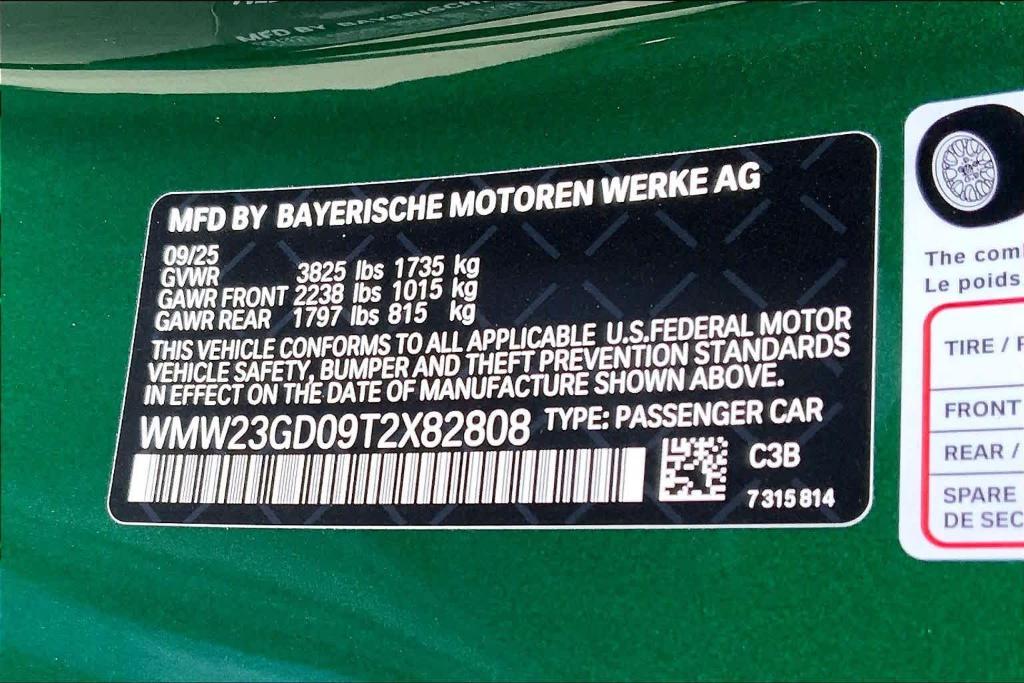 MFD BY BAYERISCHE MOTOREN WERKE AG
09/25
GVWR 3825 lbs 1735 kg
GAWR FRONT 2238 lbs 1015 kg
GAWR REAR 1797 lbs 815 kg
THIS VEHICLE CONFORMS TO ALL APPLICABLE U.S.FEDERAL MOTOR
VEHICLE SAFETY, BUMPER AND THEFT PREVENTION STANDARDS
IN EFFECT ON THE DATE OF MANUFACTURE SHOWN ABOVE.
WMW23GD09T2X82808 TYPE: PASSENGER CAR
C3B
7 315 814
The
Le poids
TIRE /
FRONT
REAR /
SPARE
DE